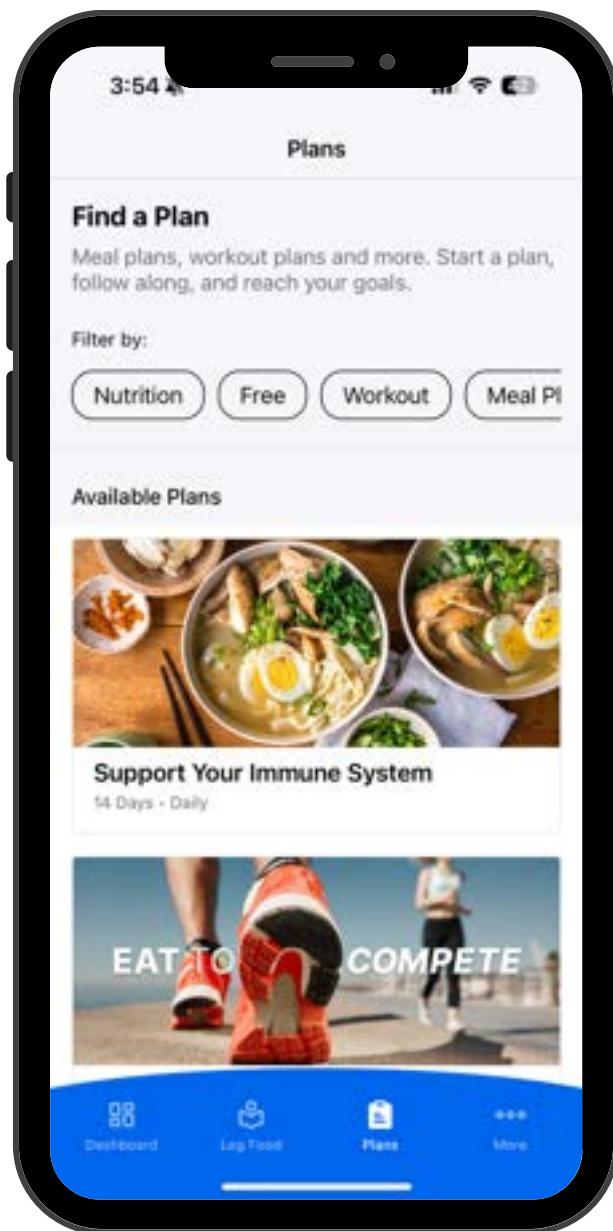 3:54
Plans
Find a Plan
Meal plans, workout plans and more. Start a plan,
follow along, and reach your goals.
Filter by:
Nutrition Free Workout Meal Pl
Available Plans
Support Your Immune System
14 Days - Daily
EAT TO COMPETE
Dashboard Log Food Plans More